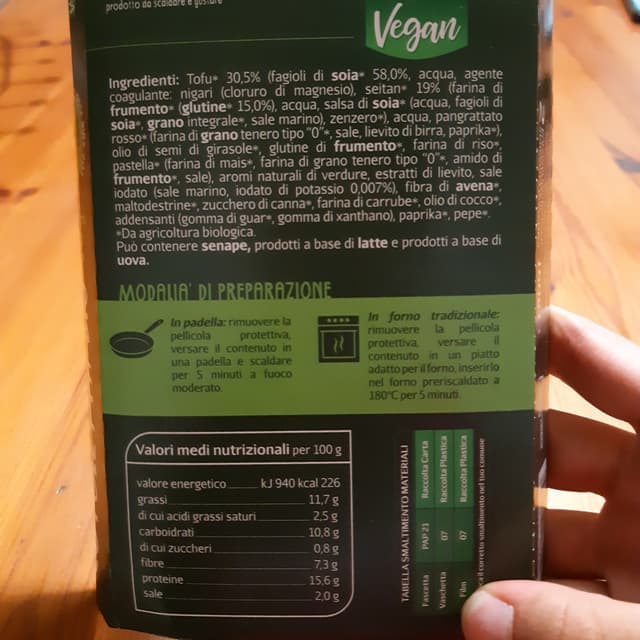 prodotto da scaldare e gustare
Vegan
Ingredienti: Tofu* 30,5% (fagioli di soia* 58,0%, acqua, agente
coagulante: nigari (cloruro di magnesio), seitan* 19% (farina di
frumento* (glutine* 15,0%), acqua, salsa di soia* (acqua, fagioli di
soia*, grano integrale*, sale marino), zenzero*), acqua, pangrattato
rosso* (farina di grano tenero tipo "0"*, sale, lievito di birra, paprika*),
olio di semi di girasole*, glutine di frumento*, farina di riso*,
pastella* (farina di mais*, farina di grano tenero tipo "0"*, amido di
frumento*, sale), aromi naturali di verdure, estratti di lievito, sale
iodato (sale marino, iodato di potassio 0,007%), fibra di avena*,
maltodestrine*, zucchero di canna*, farina di carrube*, olio di cocco*,
addensanti (gomma di guar*, gomma di xanthano), paprika*, pepe*.
*Da agricoltura biologica.
Può contenere senape, prodotti a base di latte e prodotti a base di
uova.
MODALIA' DI PREPARAZIONE
In padella: rimuovere la
pellicola protettiva,
versare il contenuto in
una padella e scaldare
per 5 minuti a fuoco
moderato.
In forno tradizionale:
rimuovere la pellicola
protettiva, versare il
contenuto in un piatto
adatto per il forno, inserirlo
nel forno preriscaldato a
180°C per 5 minuti.
Valori medi nutrizionali per 100 g
valore energetico kJ 940 kcal 226
grassi 11,7 g
di cui acidi grassi saturi 2,5 g
carboidrati 10,8 g
di cui zuccheri 0,8 g
fibre 7,3 g
proteine 15,6 g
sale 2,0 g
TABELLA SMALTIMENTO MATERIALI
Fascetta PAP 21 Raccolta Carta
Vaschetta 07 Raccolta Plastica
Film 07 Raccolta Plastica
il corretto smaltimento nel tuo comune